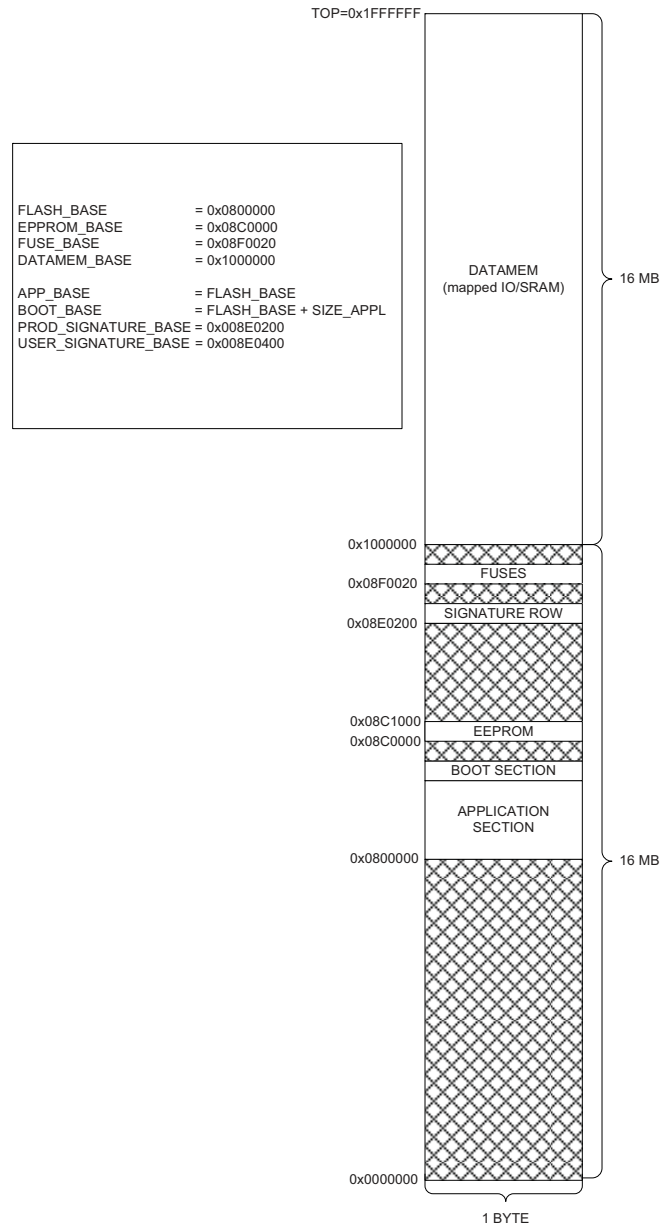 TOP=0x1FFFFFF
FLASH_BASE = 0x0800000
EPPROM_BASE = 0x08C0000
FUSE_BASE = 0x08F0020
DATAMEM_BASE = 0x1000000
APP_BASE = FLASH_BASE
BOOT_BASE = FLASH_BASE + SIZE_APPL
PROD_SIGNATURE_BASE = 0x008E0200
USER_SIGNATURE_BASE = 0x008E0400
DATAMEM
(mapped IO/SRAM)
16 MB
0x1000000
FUSES
0x08F0020
SIGNATURE ROW
0x08E0200
0x08C1000
EEPROM
0x08C0000
BOOT SECTION
APPLICATION
SECTION
0x0800000
16 MB
0x0000000
1 BYTE